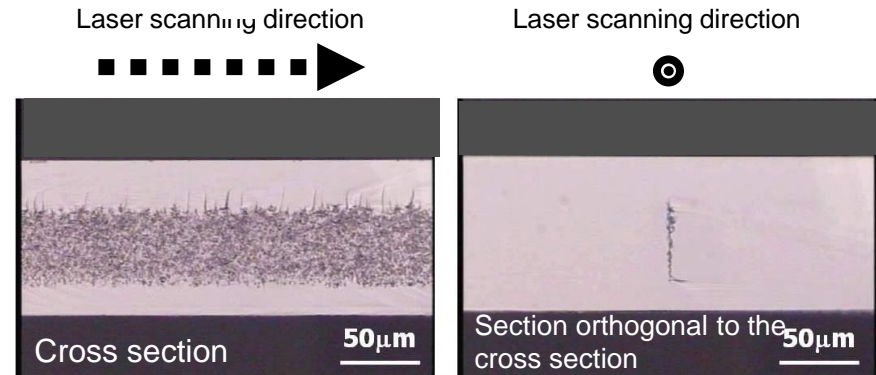 Laser scanning direction
Laser scanning direction
Cross section
50µm
Section orthogonal to the
cross section
50µm